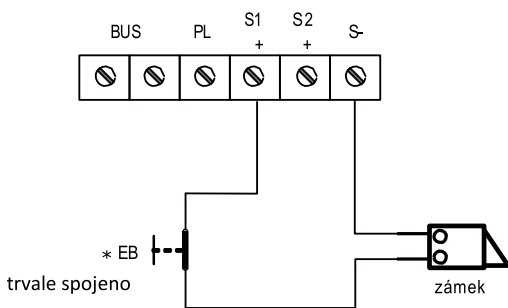 BUS PL S1 S2 S-
+ +
* EB
trvale spojeno
zámek